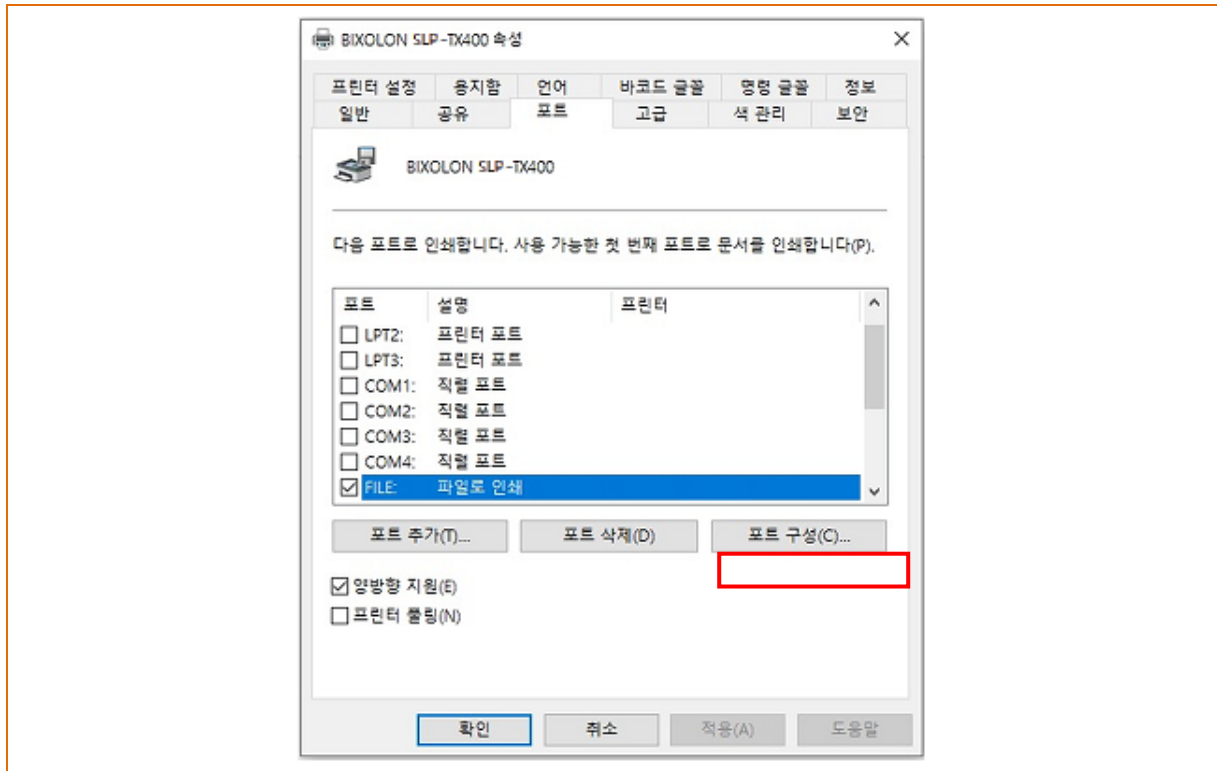 BIXOLON SLP-TX400 속성
프린터 설정 용지함 언어 바코드 글꼴 명령 글꼴 정보
일반 공유 포트 고급 색 관리 보안
BIXOLON SLP-TX400
다음 포트로 인쇄합니다. 사용 가능한 첫 번째 포트로 문서를 인쇄합니다(P).
포트 설명 프린터
LPT2: 프린터 포트
LPT3: 프린터 포트
COM1: 직렬 포트
COM2: 직렬 포트
COM3: 직렬 포트
COM4: 직렬 포트
FILE: 파일로 인쇄
포트 추가(T)... 포트 삭제(D) 포트 구성(C)...
양방향 지원(E)
프린터 풀링(N)
확인 취소 적용(A) 도움말